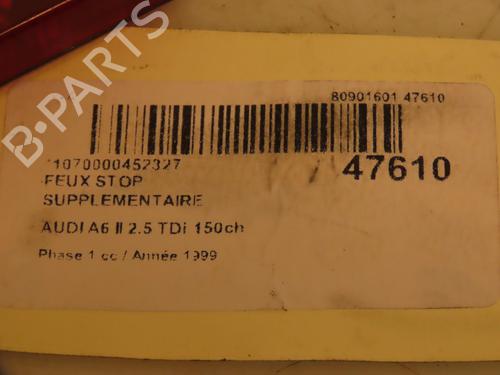 80901601 47610
*1070000452327
47610
FEUX STOP
SUPPLEMENTAIRE
AUDI A6 II 2.5 TDi 150ch
Phase 1 cc / Année 1999
B-PARTS